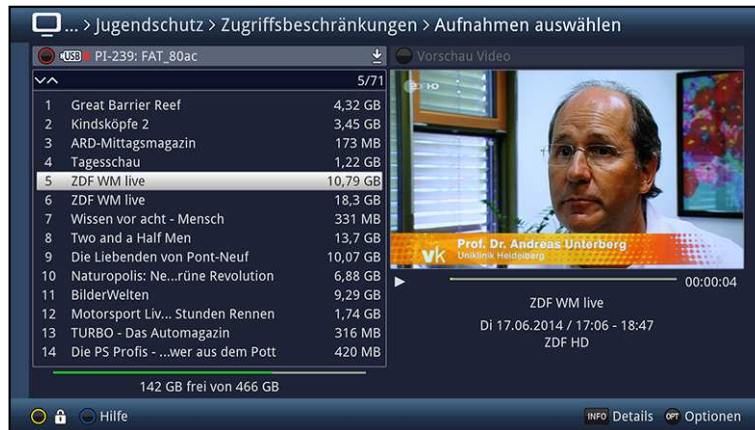 ... > Jugendschutz > Zugriffsbeschränkungen > Aufnahmen auswählen
USB PI-239: FAT_80ac
Vorschau Video
5/71
1 Great Barrier Reef 4,32 GB
2 Kindsköpfe 2 3,45 GB
3 ARD-Mittagsmagazin 173 MB
4 Tagesschau 1,22 GB
5 ZDF WM live 10,79 GB
6 ZDF WM live 18,3 GB
7 Wissen vor acht - Mensch 331 MB
8 Two and a Half Men 13,7 GB
9 Die Liebenden von Pont-Neuf 10,07 GB
10 Naturopolis: Ne...rüne Revolution 6,88 GB
11 BilderWelten 9,29 GB
12 Motorsport Liv... Stunden Rennen 1,74 GB
13 TURBO - Das Automagazin 316 MB
14 Die PS Profis - ...wer aus dem Pott 420 MB
142 GB frei von 466 GB
HD
vk
Prof. Dr. Andreas Unterberg
Uniklinik Heidelberg
00:00:04
ZDF WM live
Di 17.06.2014 / 17:06 - 18:47
ZDF HD
Hilfe
INFO Details OPT Optionen